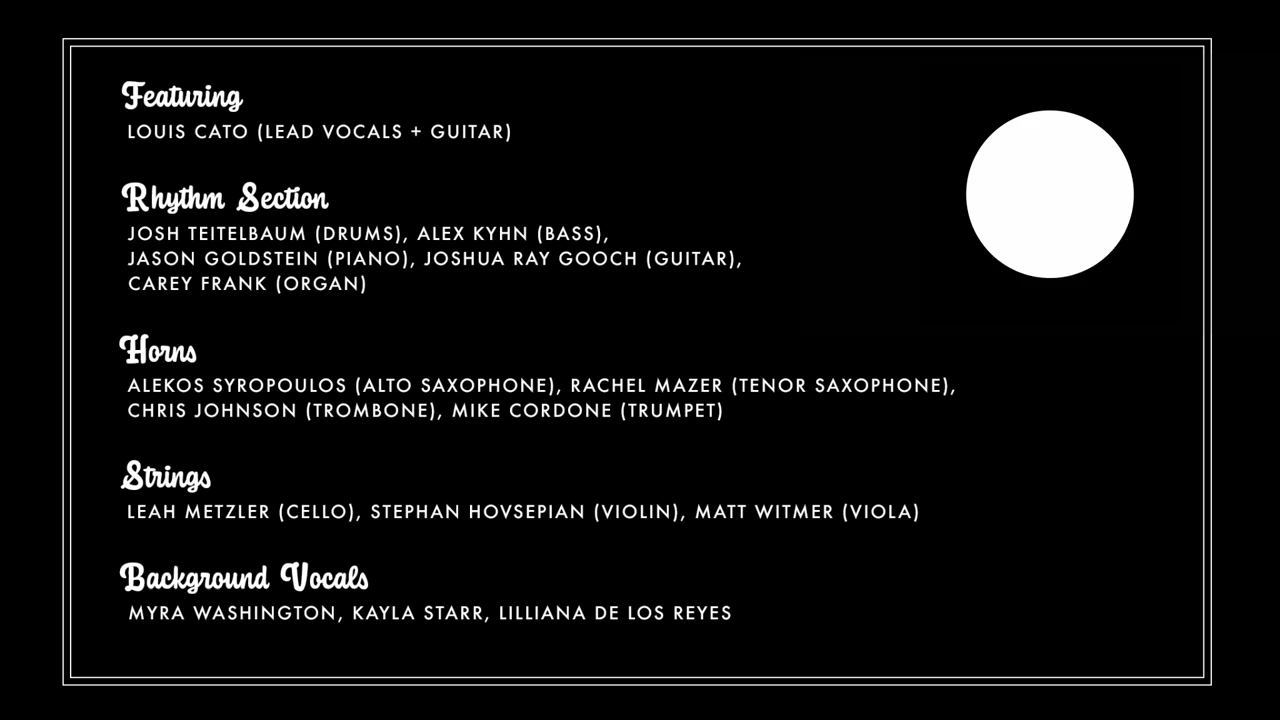 Featuring
LOUIS CATO (LEAD VOCALS + GUITAR)
Rhythm Section
JOSH TEITELBAUM (DRUMS), ALEX KYHN (BASS),
JASON GOLDSTEIN (PIANO), JOSHUA RAY GOOCH (GUITAR),
CAREY FRANK (ORGAN)
Horns
ALEKOS SYROPOULOS (ALTO SAXOPHONE), RACHEL MAZER (TENOR SAXOPHONE),
CHRIS JOHNSON (TROMBONE), MIKE CORDONE (TRUMPET)
Strings
LEAH METZLER (CELLO), STEPHAN HOVSEPIAN (VIOLIN), MATT WITMER (VIOLA)
Background Vocals
MYRA WASHINGTON, KAYLA STARR, LILLIANA DE LOS REYES